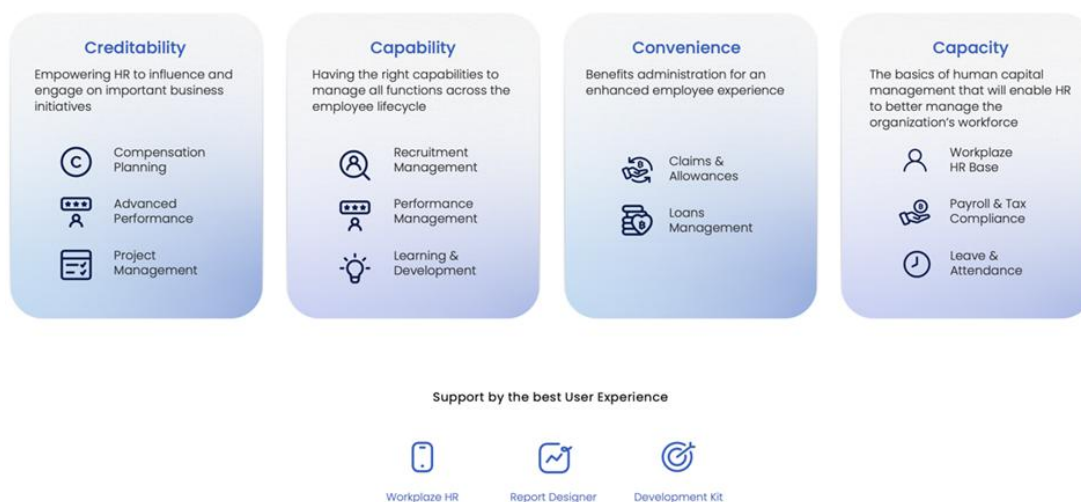 Creditability
Empowering HR to influence and
engage on important business
initiatives
C
Compensation
Planning
Advanced
Performance
Project
Management
Capability
Having the right capabilities to
manage all functions across the
employee lifecycle
Recruitment
Management
Performance
Management
Learning &
Development
Convenience
Benefits administration for an
enhanced employee experience
Claims &
Allowances
Loans
Management
Capacity
The basics of human capital
management that will enable HR
to better manage the
organization's workforce
Workplaze
HR Base
Payroll & Tax
Compliance
Leave &
Attendance
Support by the best User Experience
Workplaze HR
Report Designer
Development Kit